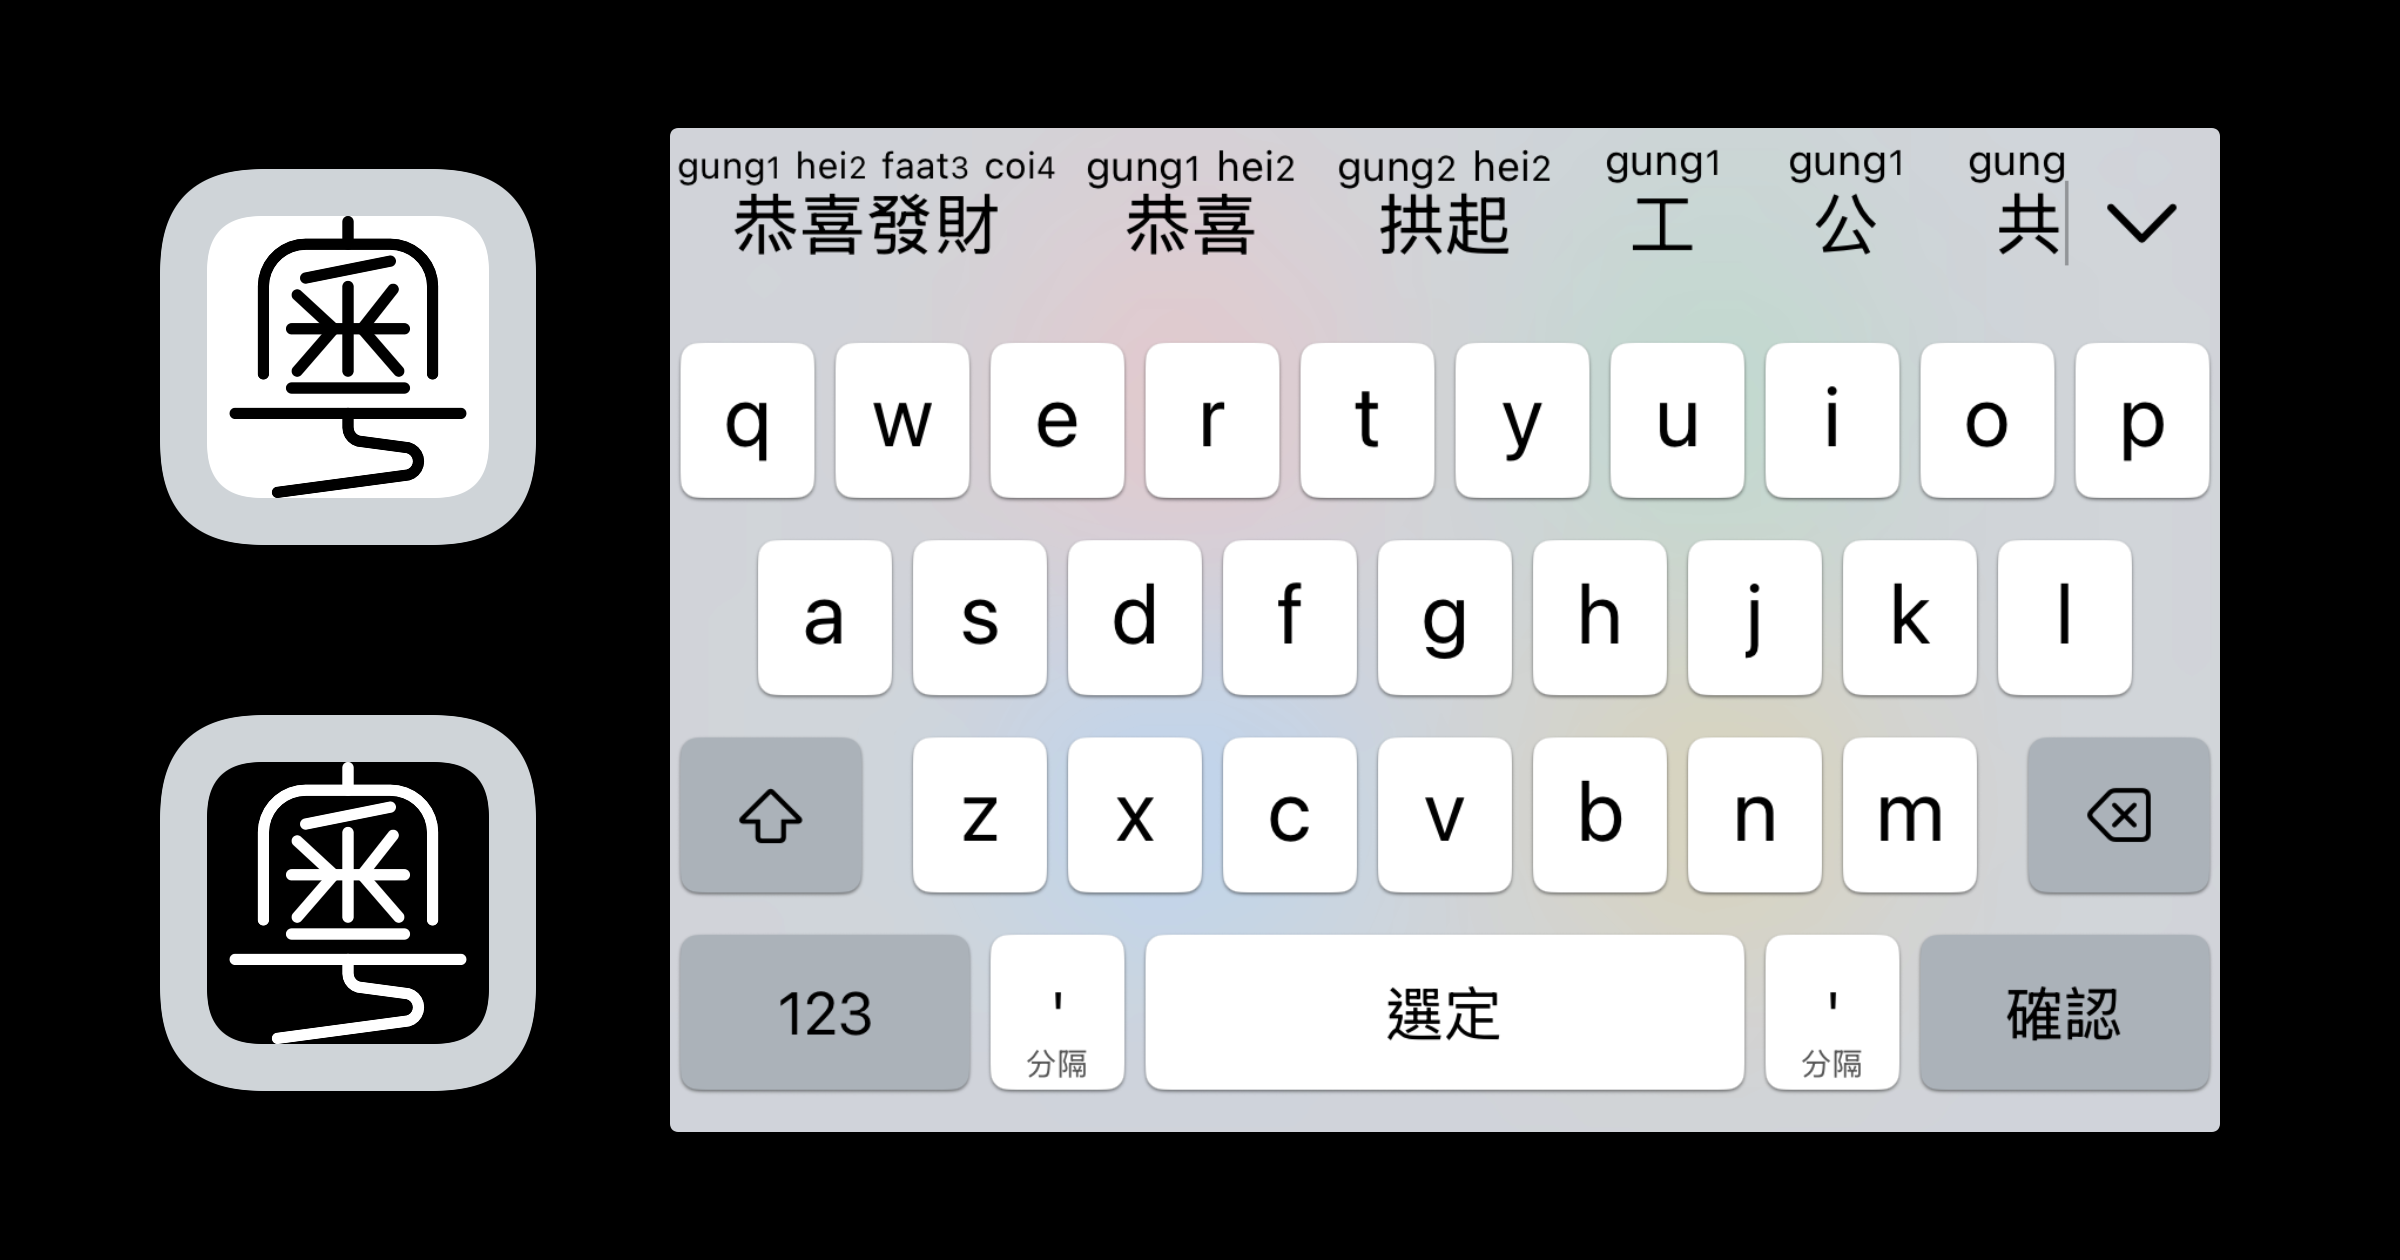 粵
粵
gung1 hei2 faat3 coi4 gung1 hei2 gung2 hei2 gung1 gung1 gung
恭喜發財 恭喜 拱起 工 公 共
q w e r t y u i o p
a s d f g h j k l
z x c v b n m
123 ' 選定 ' 確認
分隔 分隔